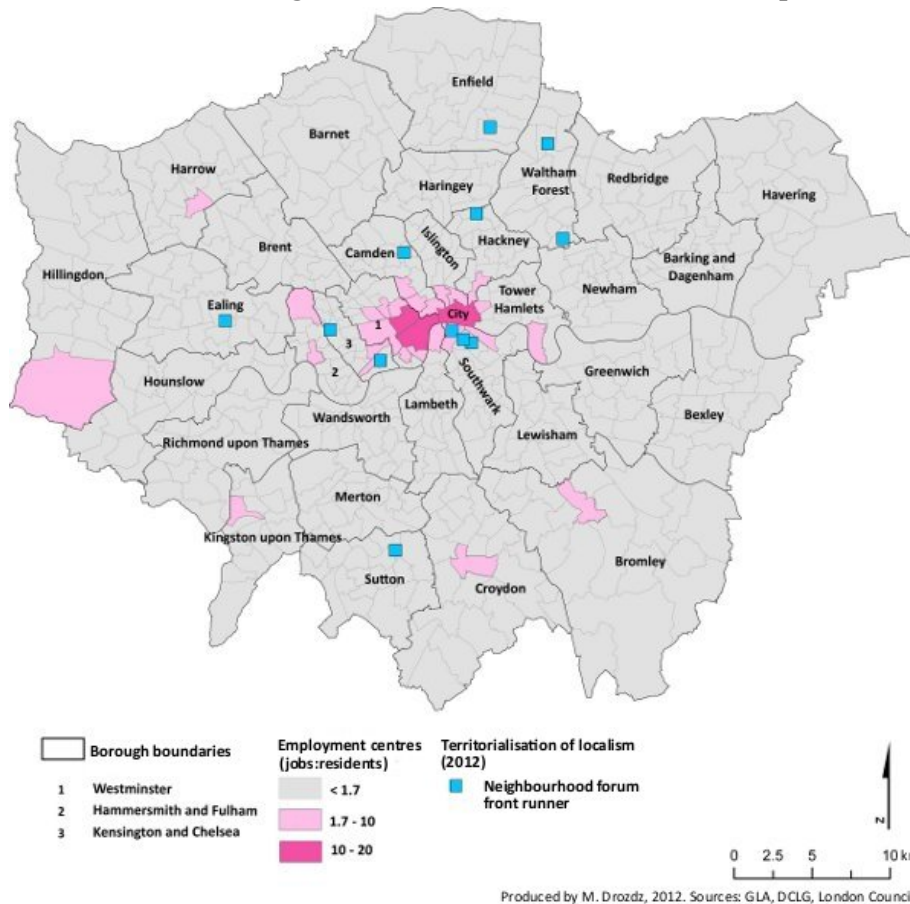 Enfield
Barnet
Harrow
Waltham
Forest
Redbridge
Havering
Haringey
Brent
Islington
Hackney
Camden
Barking and
Dagenham
Hillingdon
Newham
Tower
Hamlets
Ealing
City
1
3
2
Hounslow
Greenwich
Southwark
Lambeth
Wandsworth
Bexley
Lewisham
Richmond upon Thames
Merton
Kingston upon Thames
Bromley
Sutton
Croydon
Borough boundaries
1 Westminster
2 Hammersmith and Fulham
3 Kensington and Chelsea
Employment centres
(jobs:residents)
< 1.7
1.7 - 10
10 - 20
Territorialisation of localism
(2012)
Neighbourhood forum
front runner
N
0 2.5 5 10 k
Produced by M. Drozdz, 2012. Sources: GLA, DCLG, London Counci